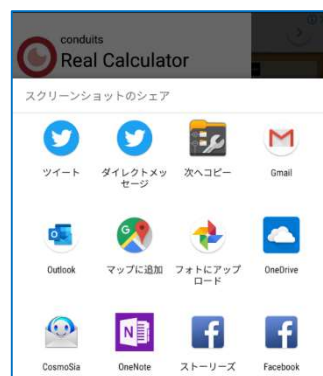 conduits
Real Calculator
スクリーンショットのシェア
ツイート
ダイレクトメッ
セージ
次へコピー
Gmail
Outlook
マップに追加
フォトにアップ
ロード
OneDrive
CosmoSia
OneNote
ストーリーズ
Facebook